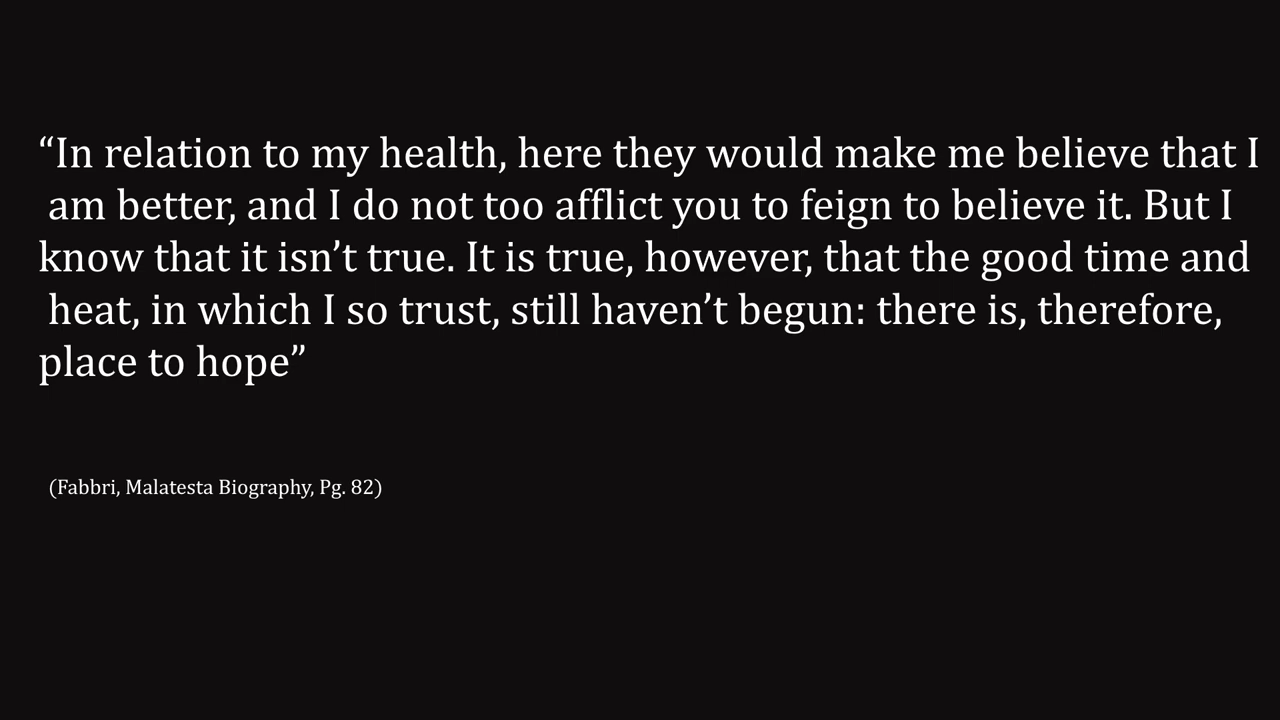 “In relation to my health, here they would make me believe that I
am better, and I do not too afflict you to feign to believe it. But I
know that it isn’t true. It is true, however, that the good time and
heat, in which I so trust, still haven’t begun: there is, therefore,
place to hope”
(Fabbri, Malatesta Biography, Pg. 82)